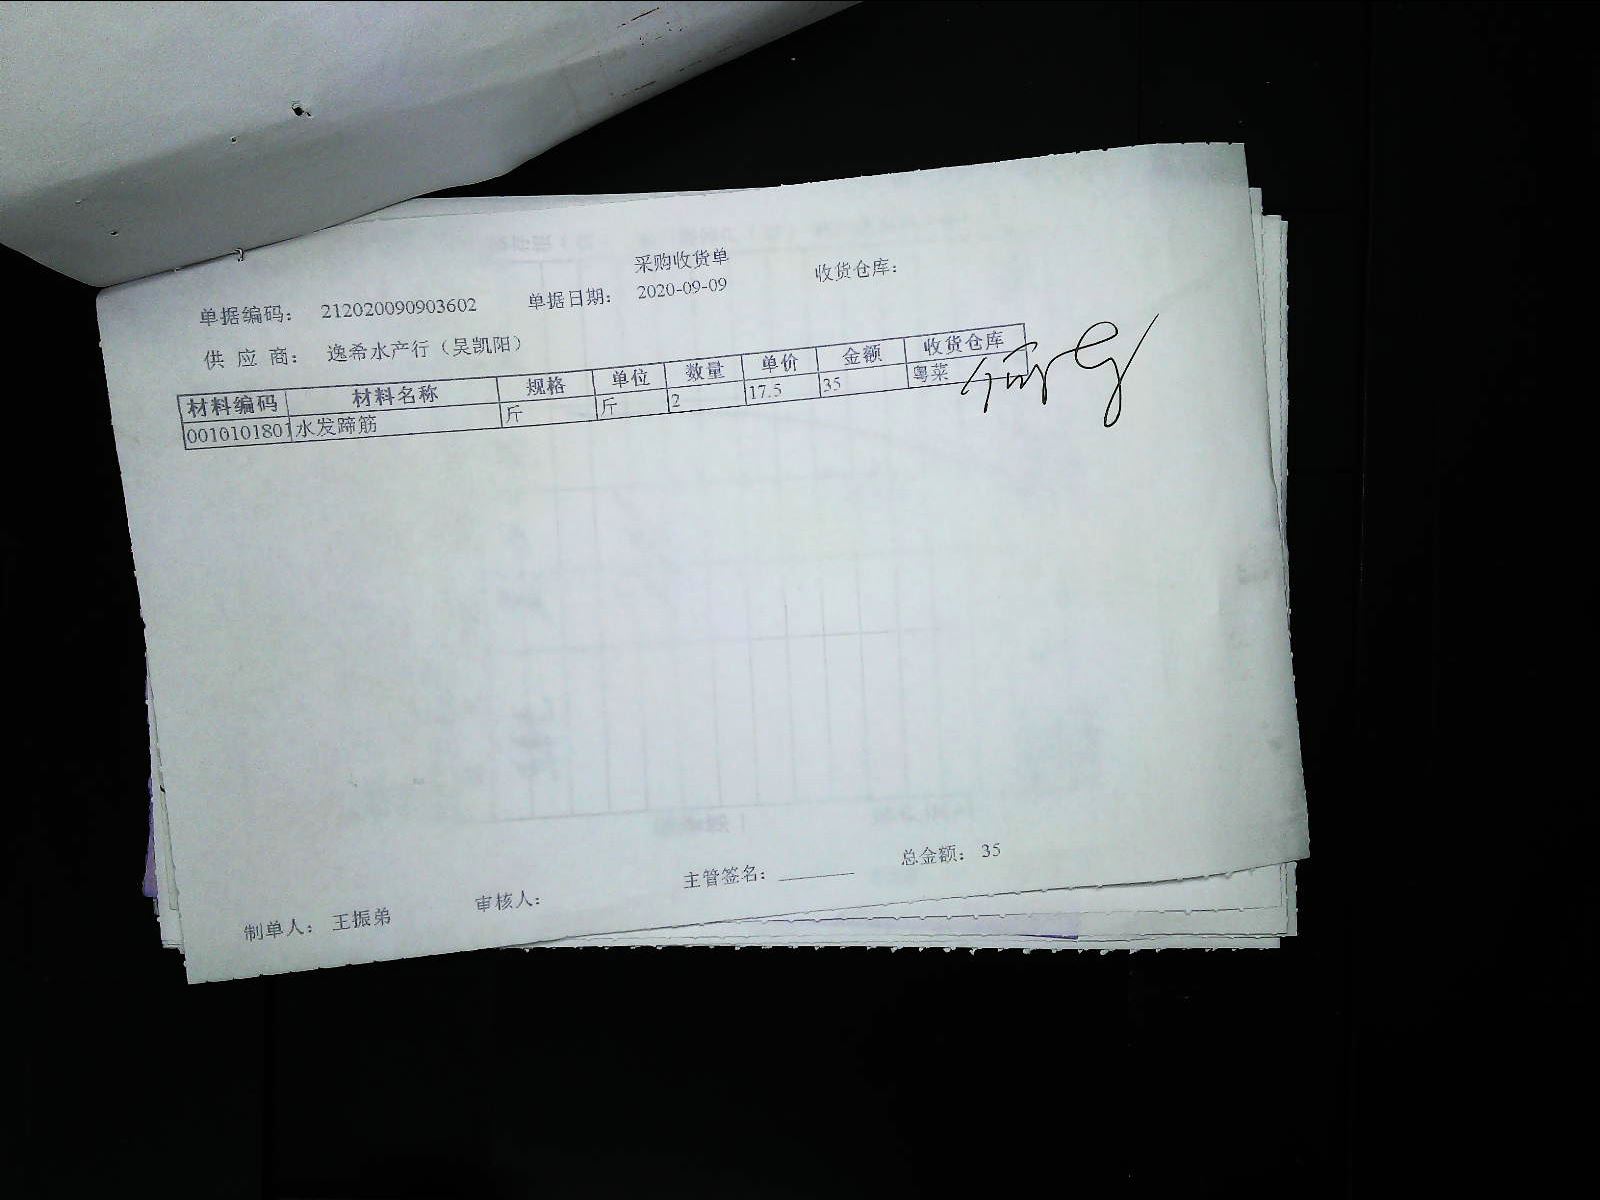 采购收货单
单据编码： 212020090903602 单据日期： 2020-09-09 收货仓库：
供 应 商： 逸希水产行（吴凯阳）
材料编码 材料名称 规格 单位 数量 单价 金额 收货仓库
0010101801 水发蹄筋 斤 斤 2 17.5 35 粤菜
制单人： 王振弟 审核人： 主管签名： 总金额： 35